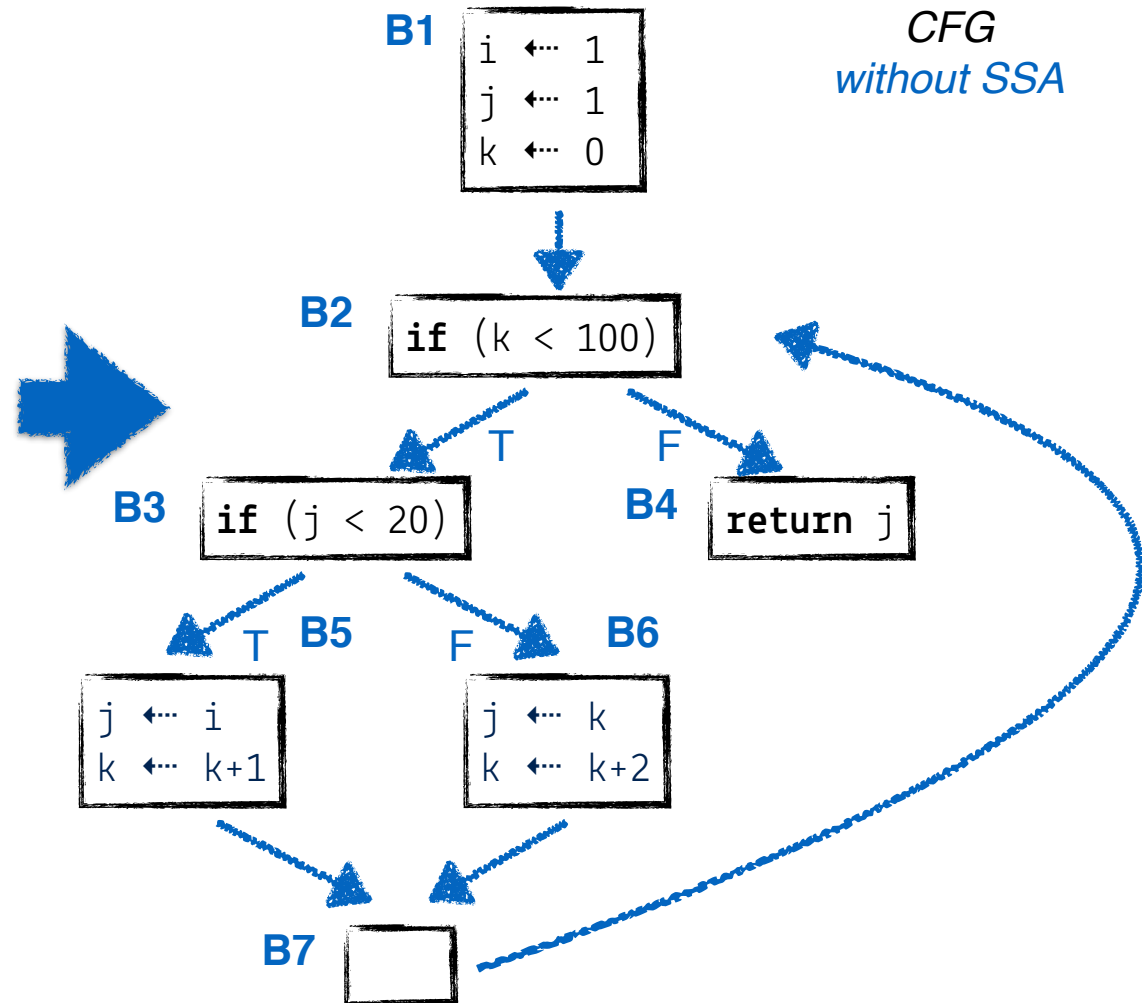 B1
i ← 1
j ← 1
k ← 0
CFG
without SSA
B2
if (k < 100)
T
F
B3
if (j < 20)
B4
return j
T
B5
F
B6
j ← i
k ← k+1
j ← k
k ← k+2
B7